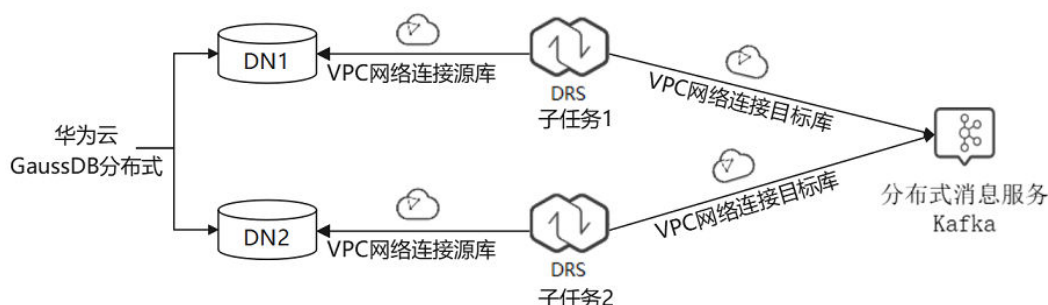 DN1
VPC网络连接源库
DRS
子任务1
VPC网络连接目标库
华为云
GaussDB分布式
分布式消息服务
Kafka
DN2
VPC网络连接源库
DRS
子任务2
VPC网络连接目标库